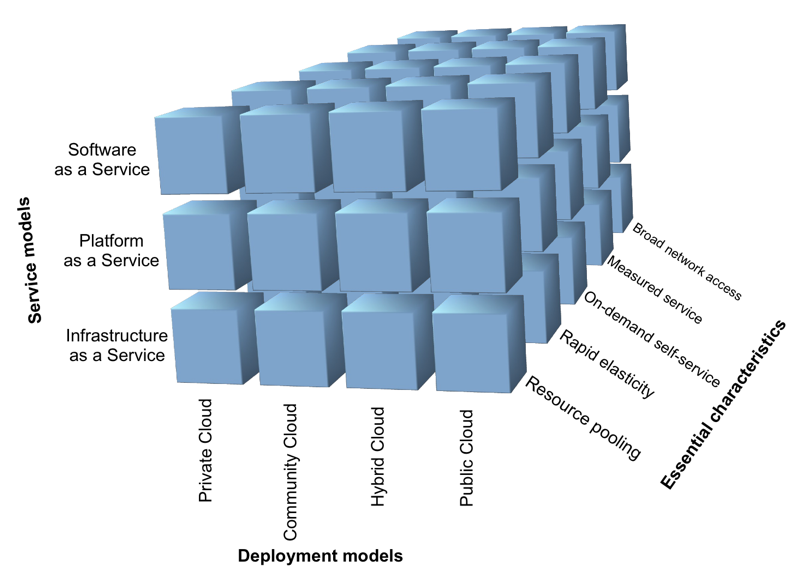 Software
as a Service
Platform
as a Service
Infrastructure
as a Service
Service models
Private Cloud
Community Cloud
Hybrid Cloud
Public Cloud
Deployment models
Broad network access
Measured service
On-demand self-service
Rapid elasticity
Resource pooling
Essential characteristics